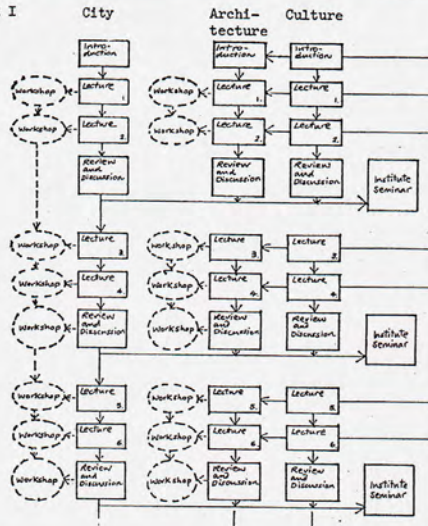 I City Archi- Culture
tecture
Intro- Intro- Intro-
duction duction duction
Workshop Lecture 1. Workshop Lecture 1. Lecture 1.
Workshop Lecture 2. Workshop Lecture 2. Lecture 2.
Review Review Review
and and and
Discussion Discussion Discussion
Institute
Seminar
Workshop Lecture 3. Workshop Lecture 3. Lecture
Workshop Lecture 4. Workshop Lecture 4. Lecture 4.
Workshop Review Workshop Review Review
and and and
Discussion Discussion Discussion
Institute
Seminar
Workshop Lecture 5. Workshop Lecture 5. Lecture 5.
Workshop Lecture 6. Workshop Lecture 6. Lecture 6.
Workshop Review Workshop Review Review
and and and
Discussion Discussion Discussion
Institute
Seminar